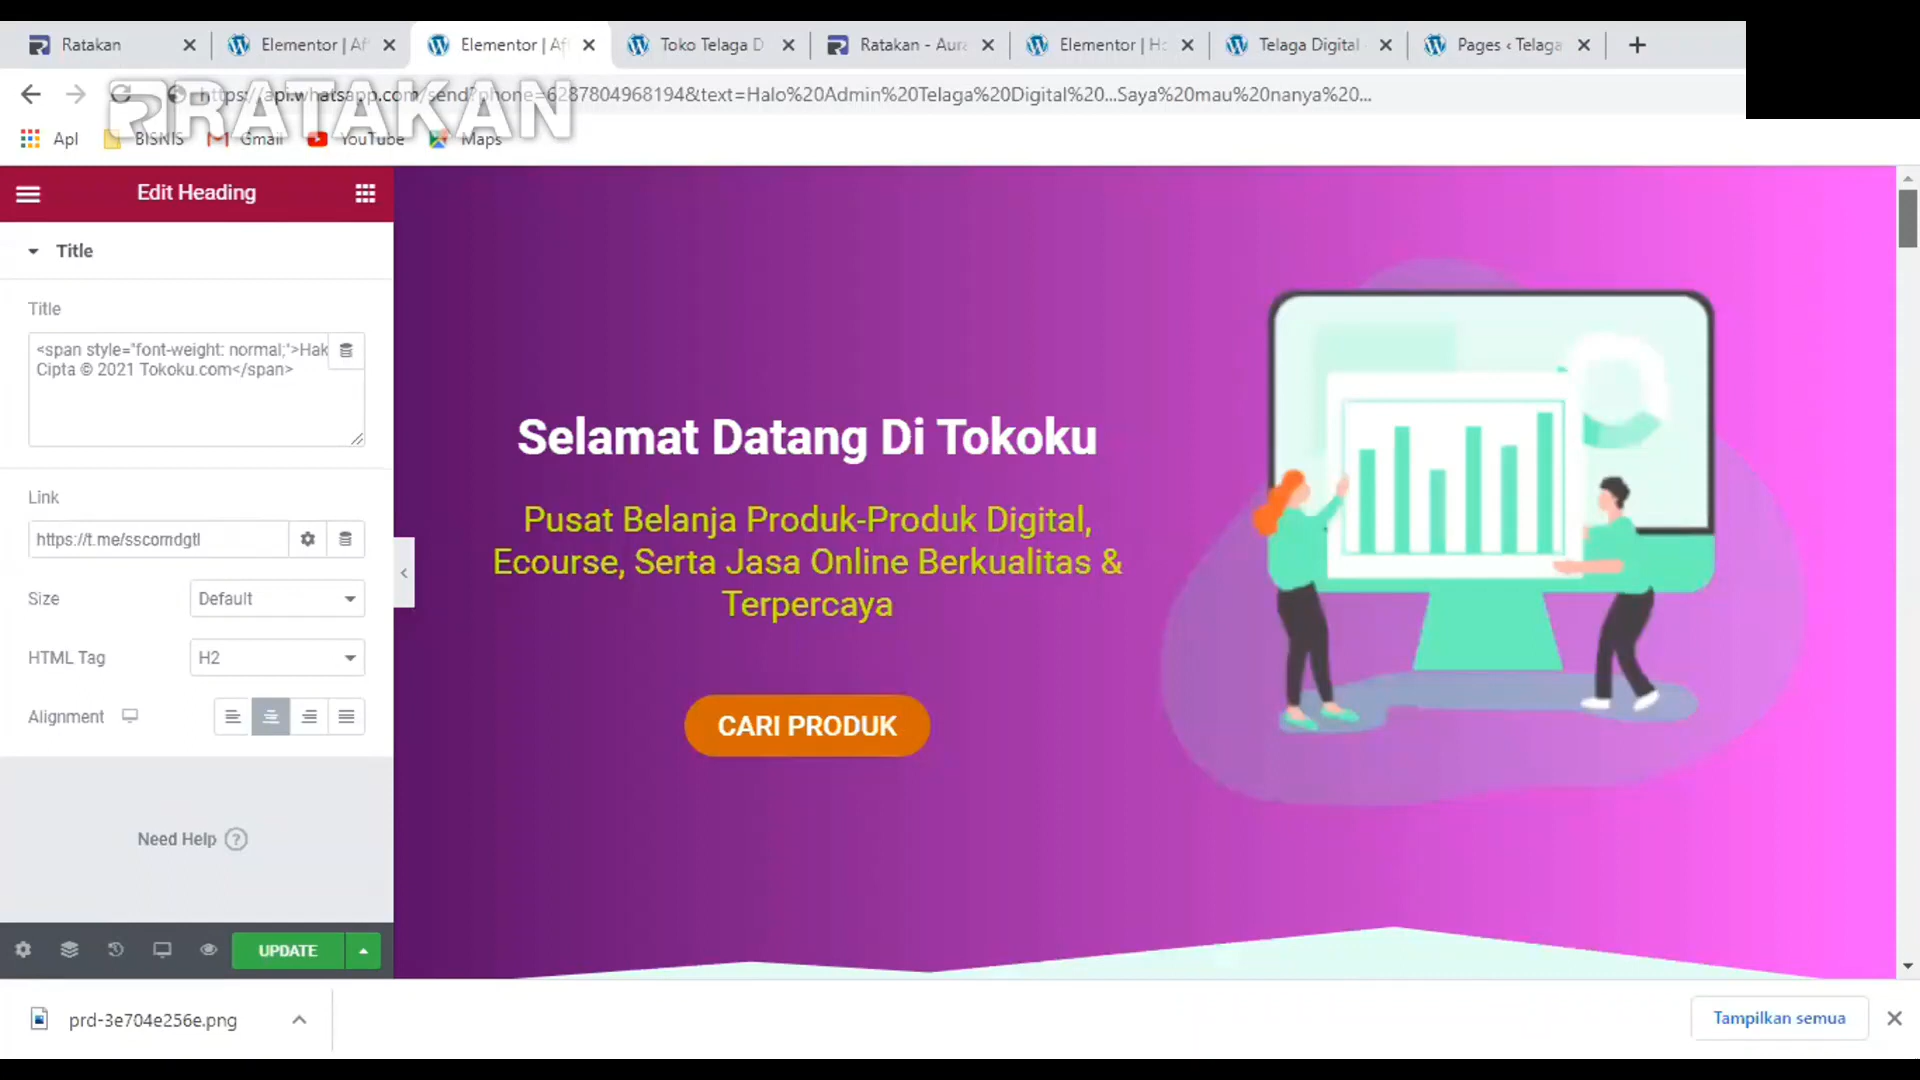 Ratakan
Elementor | Af
Elementor | Af
Toko Telaga D
Ratakan - Aura
Elementor | Ho
Telaga Digital
Pages ‹ Telaga
https://api.whatsapp.com/send?phone=6287804968194&text=Halo%20Admin%20Telaga%20Digital%20...Saya%20mau%20nanya%20...
RATAKAN
Apl
BISNIS
Gmail
YouTube
Maps
Edit Heading
Title
Title
<span style="font-weight: normal;">Hak
Cipta © 2021 Tokoku.com</span>
Link
https://t.me/sscomdgtl
Size
Default
HTML Tag
H2
Alignment
Need Help ?
UPDATE
Selamat Datang Di Tokoku
Pusat Belanja Produk-Produk Digital,
Ecourse, Serta Jasa Online Berkualitas &
Terpercaya
CARI PRODUK
prd-3e704e256e.png
Tampilkan semua